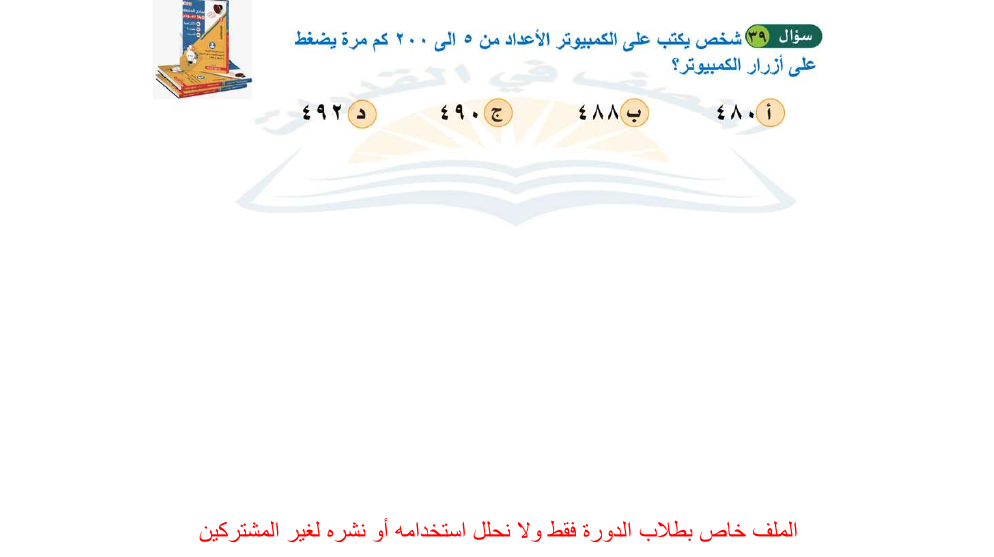 سؤال ٣٩ شخص يكتب على الكمبيوتر الأعداد من ٥ الى ٢٠٠ كم مرة يضغط
على أزرار الكمبيوتر؟
أ ٤٨٠ ب ٤٨٨ ج ٤٩٠ د ٤٩٢
الملف خاص بطلاب الدورة فقط ولا نحلل استخدامه أو نشره لغير المشتركين